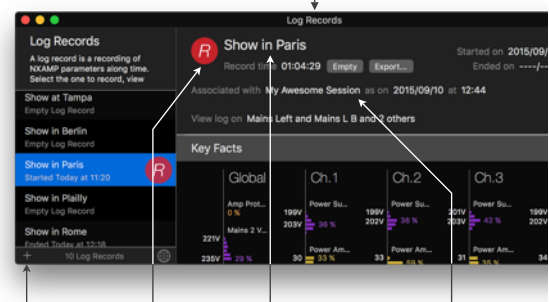 Log Records
Log Records
A log record is a recording of
NXAMP parameters along time.
Select the one to record, view
Show at Tampa
Empty Log Record
Show in Berlin
Empty Log Record
Show in Paris
Started Today at 11:20
R
Show in Plailly
Empty Log Record
Show in Rome
Ended Today at 12:18
+ 10 Log Records
R
Show in Paris
Started on 2015/09/
Record time 01:04:29 Empty Export...
Ended on ----/--
Associated with My Awesome Session as on 2015/09/10 at 12:44
View log on Mains Left and Mains L B and 2 others
Key Facts
Global Ch.1 Ch.2 Ch.3
Amp Prot... Power Su... Power Su... Power Su...
0 %
199V 199V 201V 199V
203V 36 % 202V 36 % 203V 42 % 202V
Mains 2 V...
221V
Power Am... Power Am... Power Am...
235V 29 % 30 33 % 33 59 % 31 36 % 34